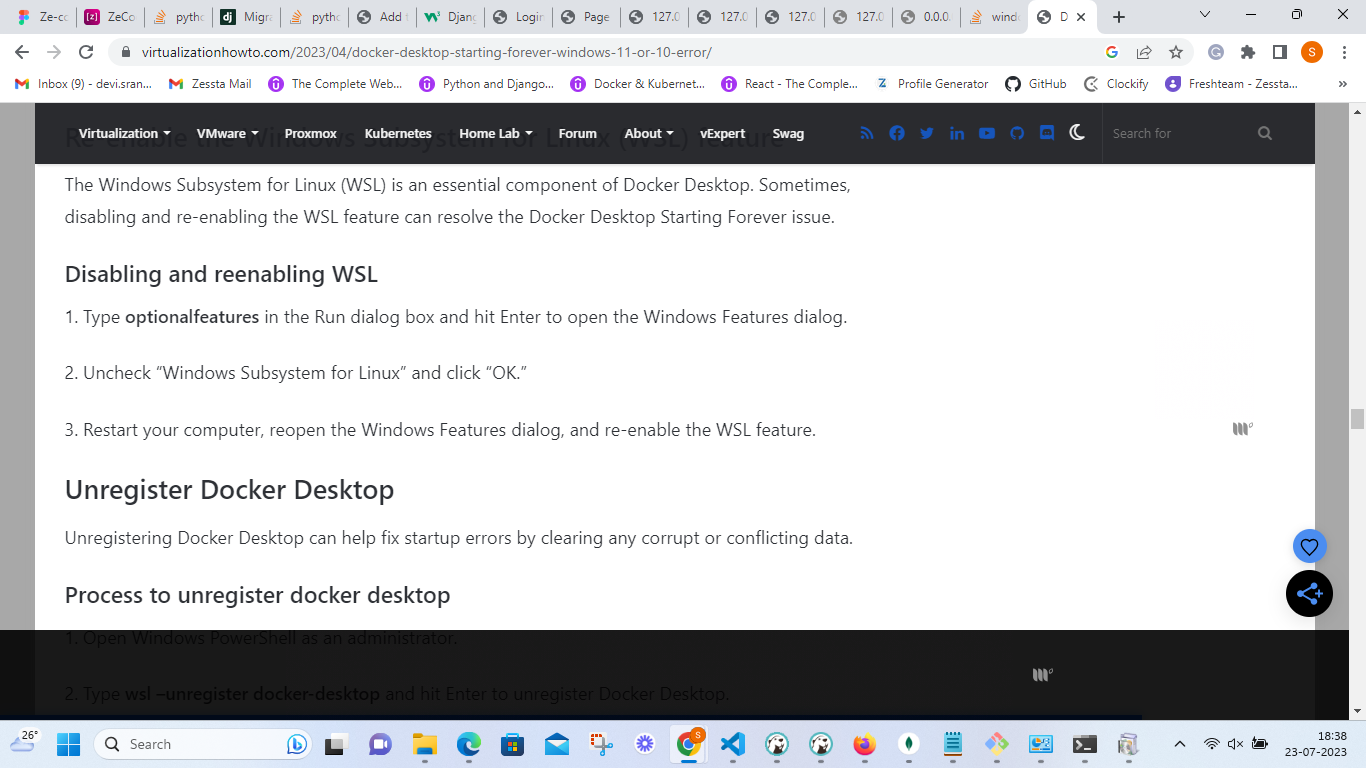 Ze-co
ZeCo
pytho
Migra
pytho
Add t
Djang
Login
Page
127.0
127.0
127.0
127.0
0.0.0.
windo
D
virtualizationhowto.com/2023/04/docker-desktop-starting-forever-windows-11-or-10-error/
S
Inbox (9) - devi.sran...
Zessta Mail
The Complete Web...
Python and Django...
Docker & Kubernet...
React - The Comple...
Profile Generator
GitHub
Clockify
Freshteam - Zessta...
»
Virtualization
VMware
Proxmox
Kubernetes
Home Lab
Forum
About
vExpert
Swag
Search for
Re-enable the Windows Subsystem for Linux (WSL) feature
The Windows Subsystem for Linux (WSL) is an essential component of Docker Desktop. Sometimes,
disabling and re-enabling the WSL feature can resolve the Docker Desktop Starting Forever issue.
Disabling and reenabling WSL
1. Type optionalfeatures in the Run dialog box and hit Enter to open the Windows Features dialog.
2. Uncheck “Windows Subsystem for Linux” and click “OK.”
3. Restart your computer, reopen the Windows Features dialog, and re-enable the WSL feature.
Unregister Docker Desktop
Unregistering Docker Desktop can help fix startup errors by clearing any corrupt or conflicting data.
Process to unregister docker desktop
1. Open Windows PowerShell as an administrator.
2. Type wsl –unregister docker-desktop and hit Enter to unregister Docker Desktop.
26°
Search
S
18:38
23-07-2023